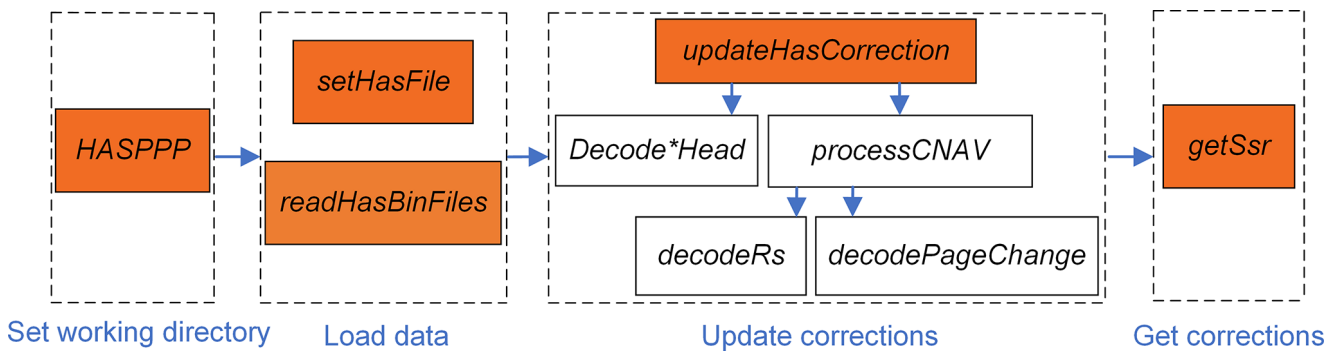 HASPPP
setHasFile
readHasBinFiles
updateHasCorrection
Decode*Head
processCNAV
decodeRs
decodePageChange
getSsr
Set working directory
Load data
Update corrections
Get corrections